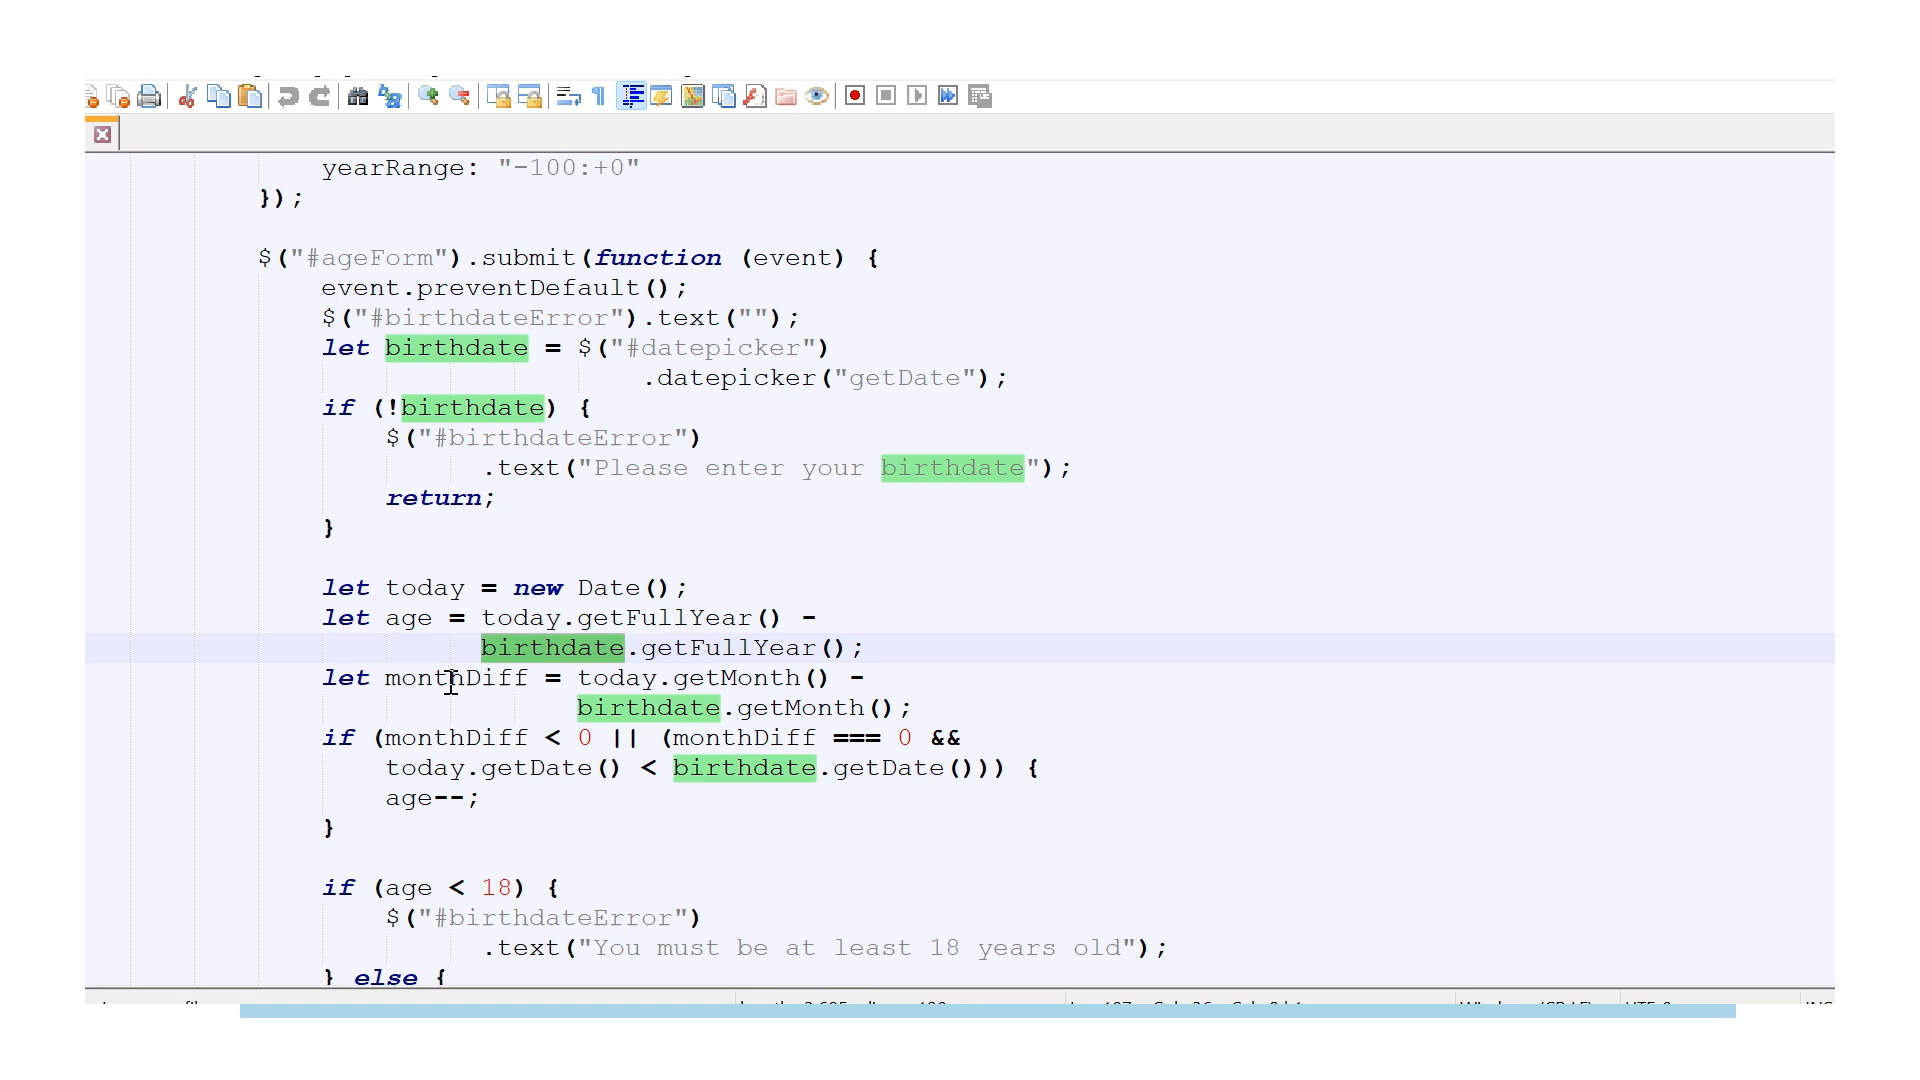 yearRange: "-100:+0"
});
$("#ageForm").submit(function (event) {
event.preventDefault();
$("#birthdateError").text("");
let birthdate = $("#datepicker")
.datepicker("getDate");
if (!birthdate) {
$("#birthdateError")
.text("Please enter your birthdate");
return;
}
let today = new Date();
let age = today.getFullYear() -
birthdate.getFullYear();
let monthDiff = today.getMonth() -
birthdate.getMonth();
if (monthDiff < 0 || (monthDiff === 0 &&
today.getDate() < birthdate.getDate())) {
age--;
}
if (age < 18) {
$("#birthdateError")
.text("You must be at least 18 years old");
} else {